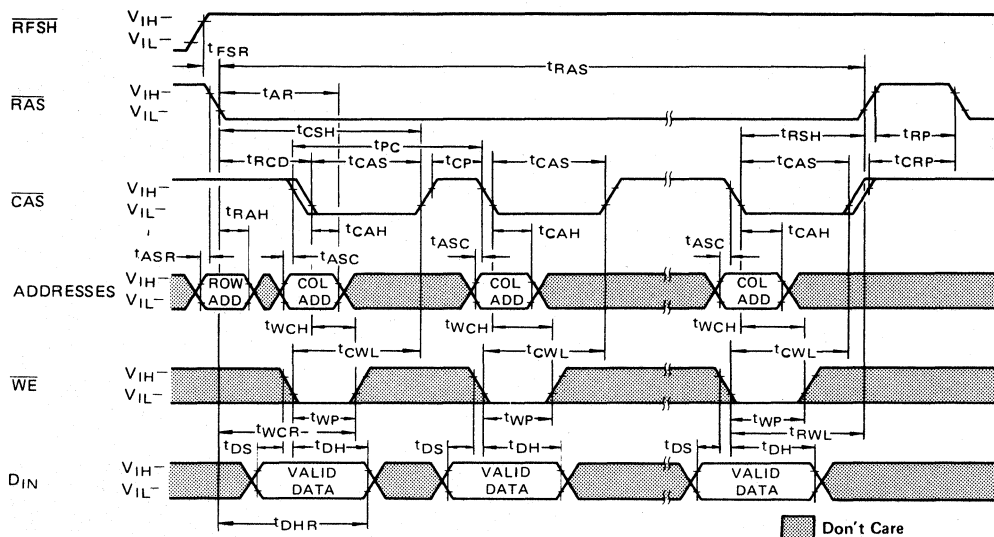 RFSH VIH– VIL–
tFSR tRAS
RAS VIH– VIL–
tAR
tCSH tRSH tRP
tPC
tRCD tCAS tCP tCAS tCAS tCRP
CAS VIH– VIL–
tRAH tCAH tCAH tCAH
tASR tASC tASC tASC
ADDRESSES VIH– VIL–
ROW ADD COL ADD COL ADD COL ADD
tWCH tWCH tWCH
tCWL tCWL tCWL
WE VIH– VIL–
tWP tWP tWP
tWCR tRWL
tDS tDH tDS tDH tDS tDH
DIN VIH– VIL–
VALID DATA VALID DATA VALID DATA
tDHR
Don't Care